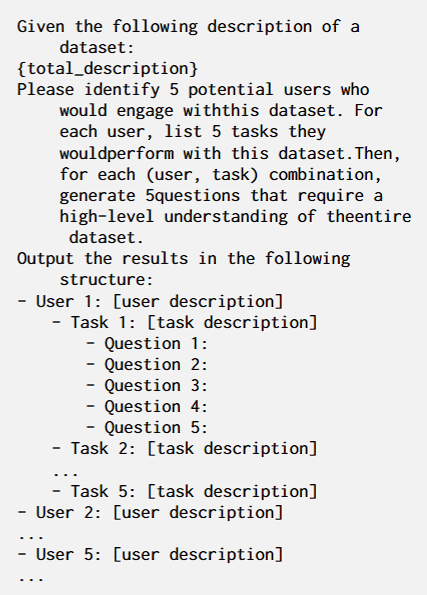 Given the following description of a
dataset:
{total_description}
Please identify 5 potential users who
would engage withthis dataset. For
each user, list 5 tasks they
wouldperform with this dataset.Then,
for each (user, task) combination,
generate 5questions that require a
high-level understanding of theentire
dataset.
Output the results in the following
structure:
- User 1: [user description]
- Task 1: [task description]
- Question 1:
- Question 2:
- Question 3:
- Question 4:
- Question 5:
- Task 2: [task description]
...
- Task 5: [task description]
- User 2: [user description]
...
- User 5: [user description]
...